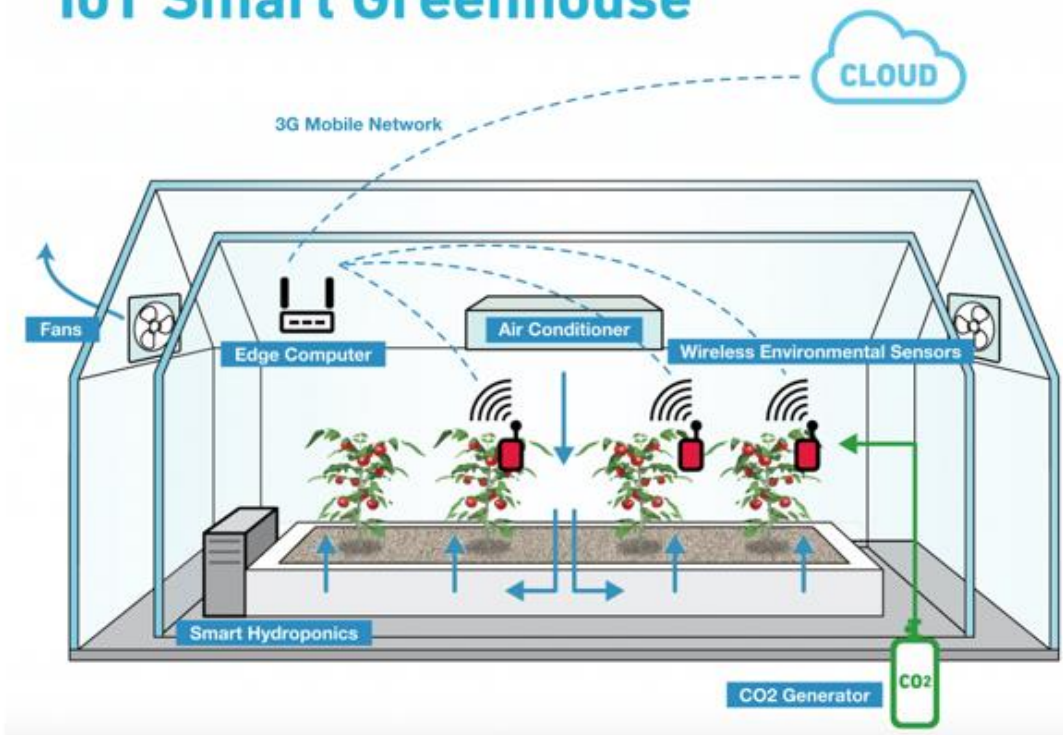 IoT Smart Greenhouse
CLOUD
3G Mobile Network
Fans
Edge Computer
Air Conditioner
Wireless Environmental Sensors
Smart Hydroponics
CO2 Generator
CO2